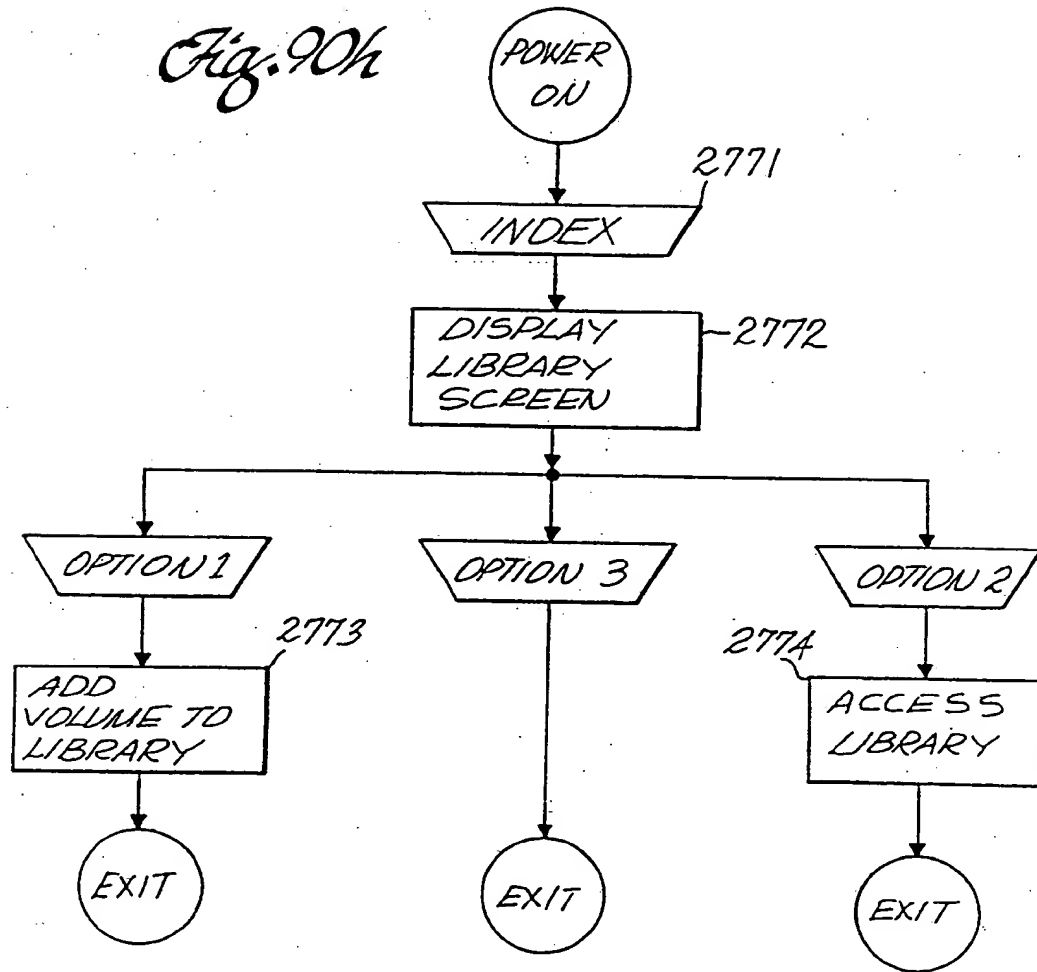 Fig. 90h
POWER
ON
2771
INDEX
DISPLAY
LIBRARY
SCREEN
2772
OPTION 1
OPTION 3
OPTION 2
2773
2774
ADD
VOLUME TO
LIBRARY
ACCESS
LIBRARY
EXIT
EXIT
EXIT